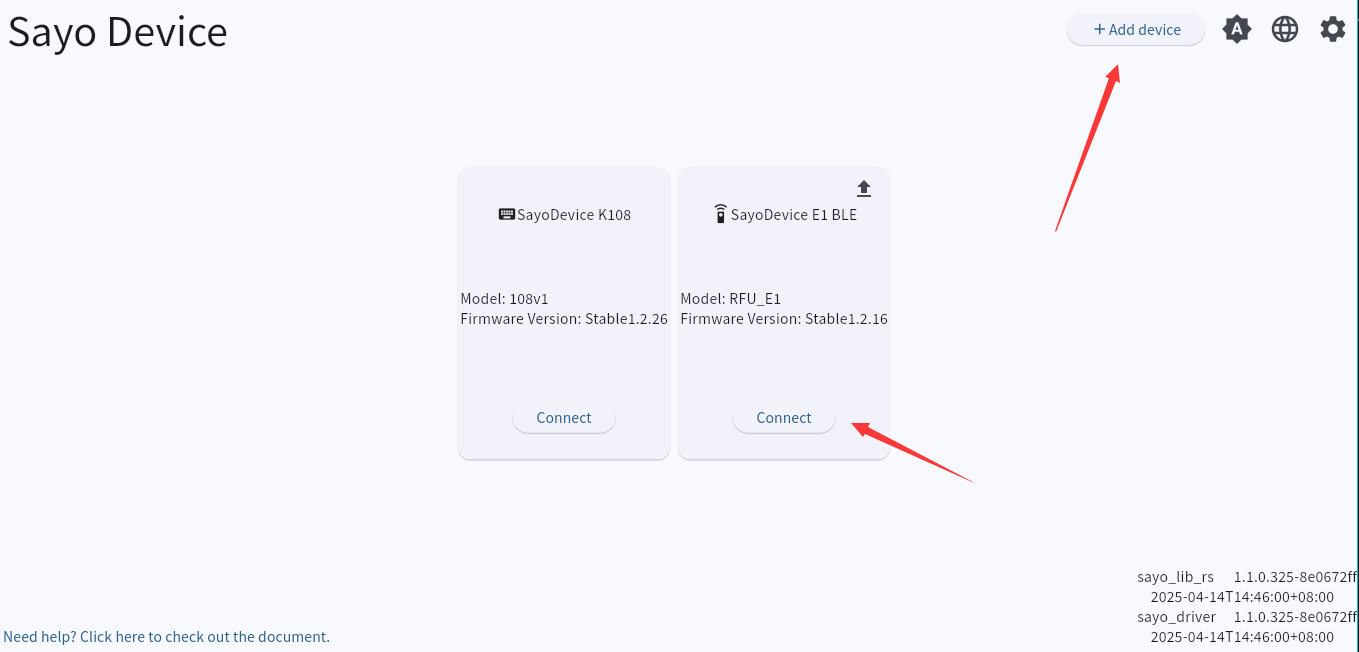 Sayo Device
+ Add device
A
SayoDevice K108
Model: 108v1
Firmware Version: Stable1.2.26
Connect
SayoDevice E1 BLE
Model: RFU_E1
Firmware Version: Stable1.2.16
Connect
sayo_lib_rs 1.1.0.325-8e0672ff
2025-04-14T14:46:00+08:00
sayo_driver 1.1.0.325-8e0672ff
2025-04-14T14:46:00+08:00
Need help? Click here to check out the document.